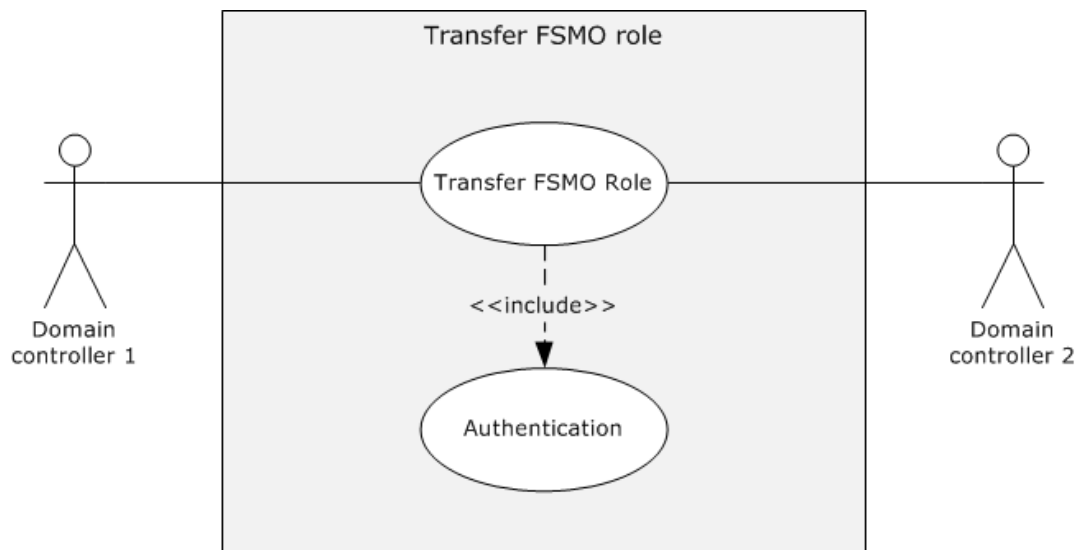 Transfer FSMO role
Transfer FSMO Role
<<include>>
Domain
controller 1
Domain
controller 2
Authentication